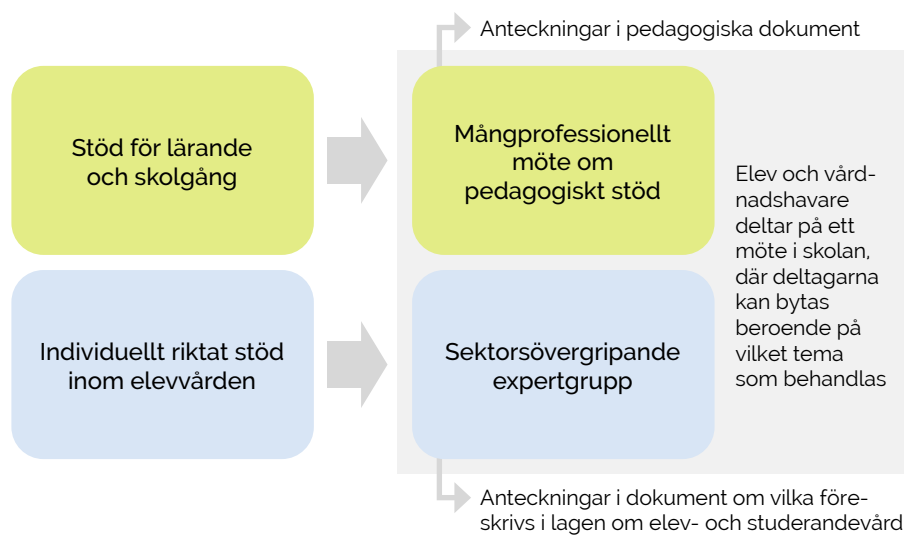 Anteckningar i pedagogiska dokument
Stöd för lärande
och skolgång
Mångprofessionellt
möte om
pedagogiskt stöd
Elev och vård-
nadshavare
deltar på ett
möte i skolan,
där deltagarna
kan bytas
beroende på
vilket tema
som behandlas
Individuellt riktat stöd
inom elevvården
Sektorsövergripande
expertgrupp
Anteckningar i dokument om vilka före-
skrivs i lagen om elev- och studerandevård